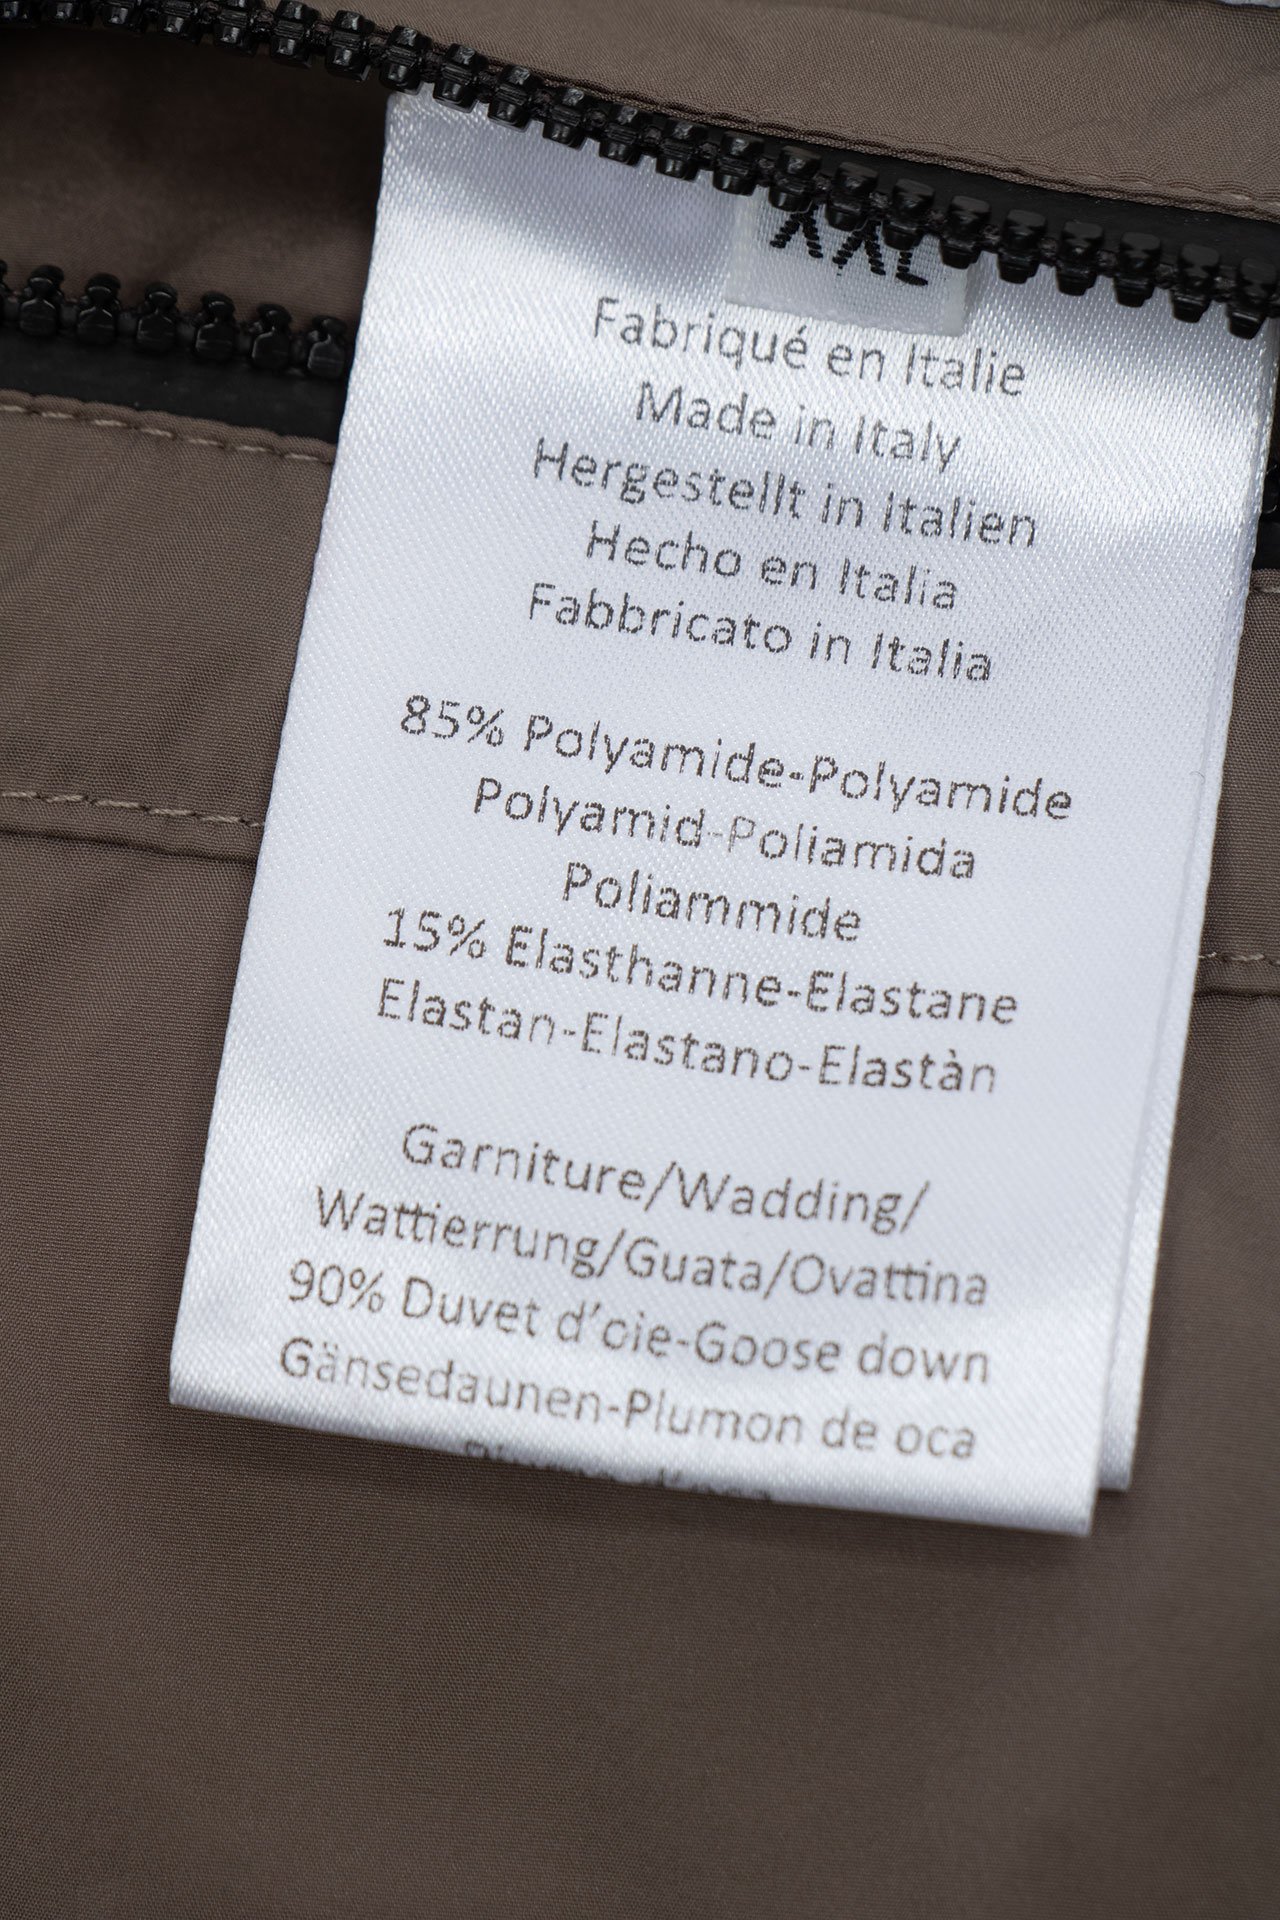 XXL
Fabriqué en Italie
Made in Italy
Hergestellt in Italien
Hecho en Italia
Fabbricato in Italia
85% Polyamide-Polyamide
Polyamid-Poliamida
Poliammide
15% Elasthanne-Elastane
Elastan-Elastano-Elastàn
Garniture/Wadding/
Wattierrung/Guata/Ovattina
90% Duvet d'oie-Goose down
Gänsedaunen-Plumon de oca